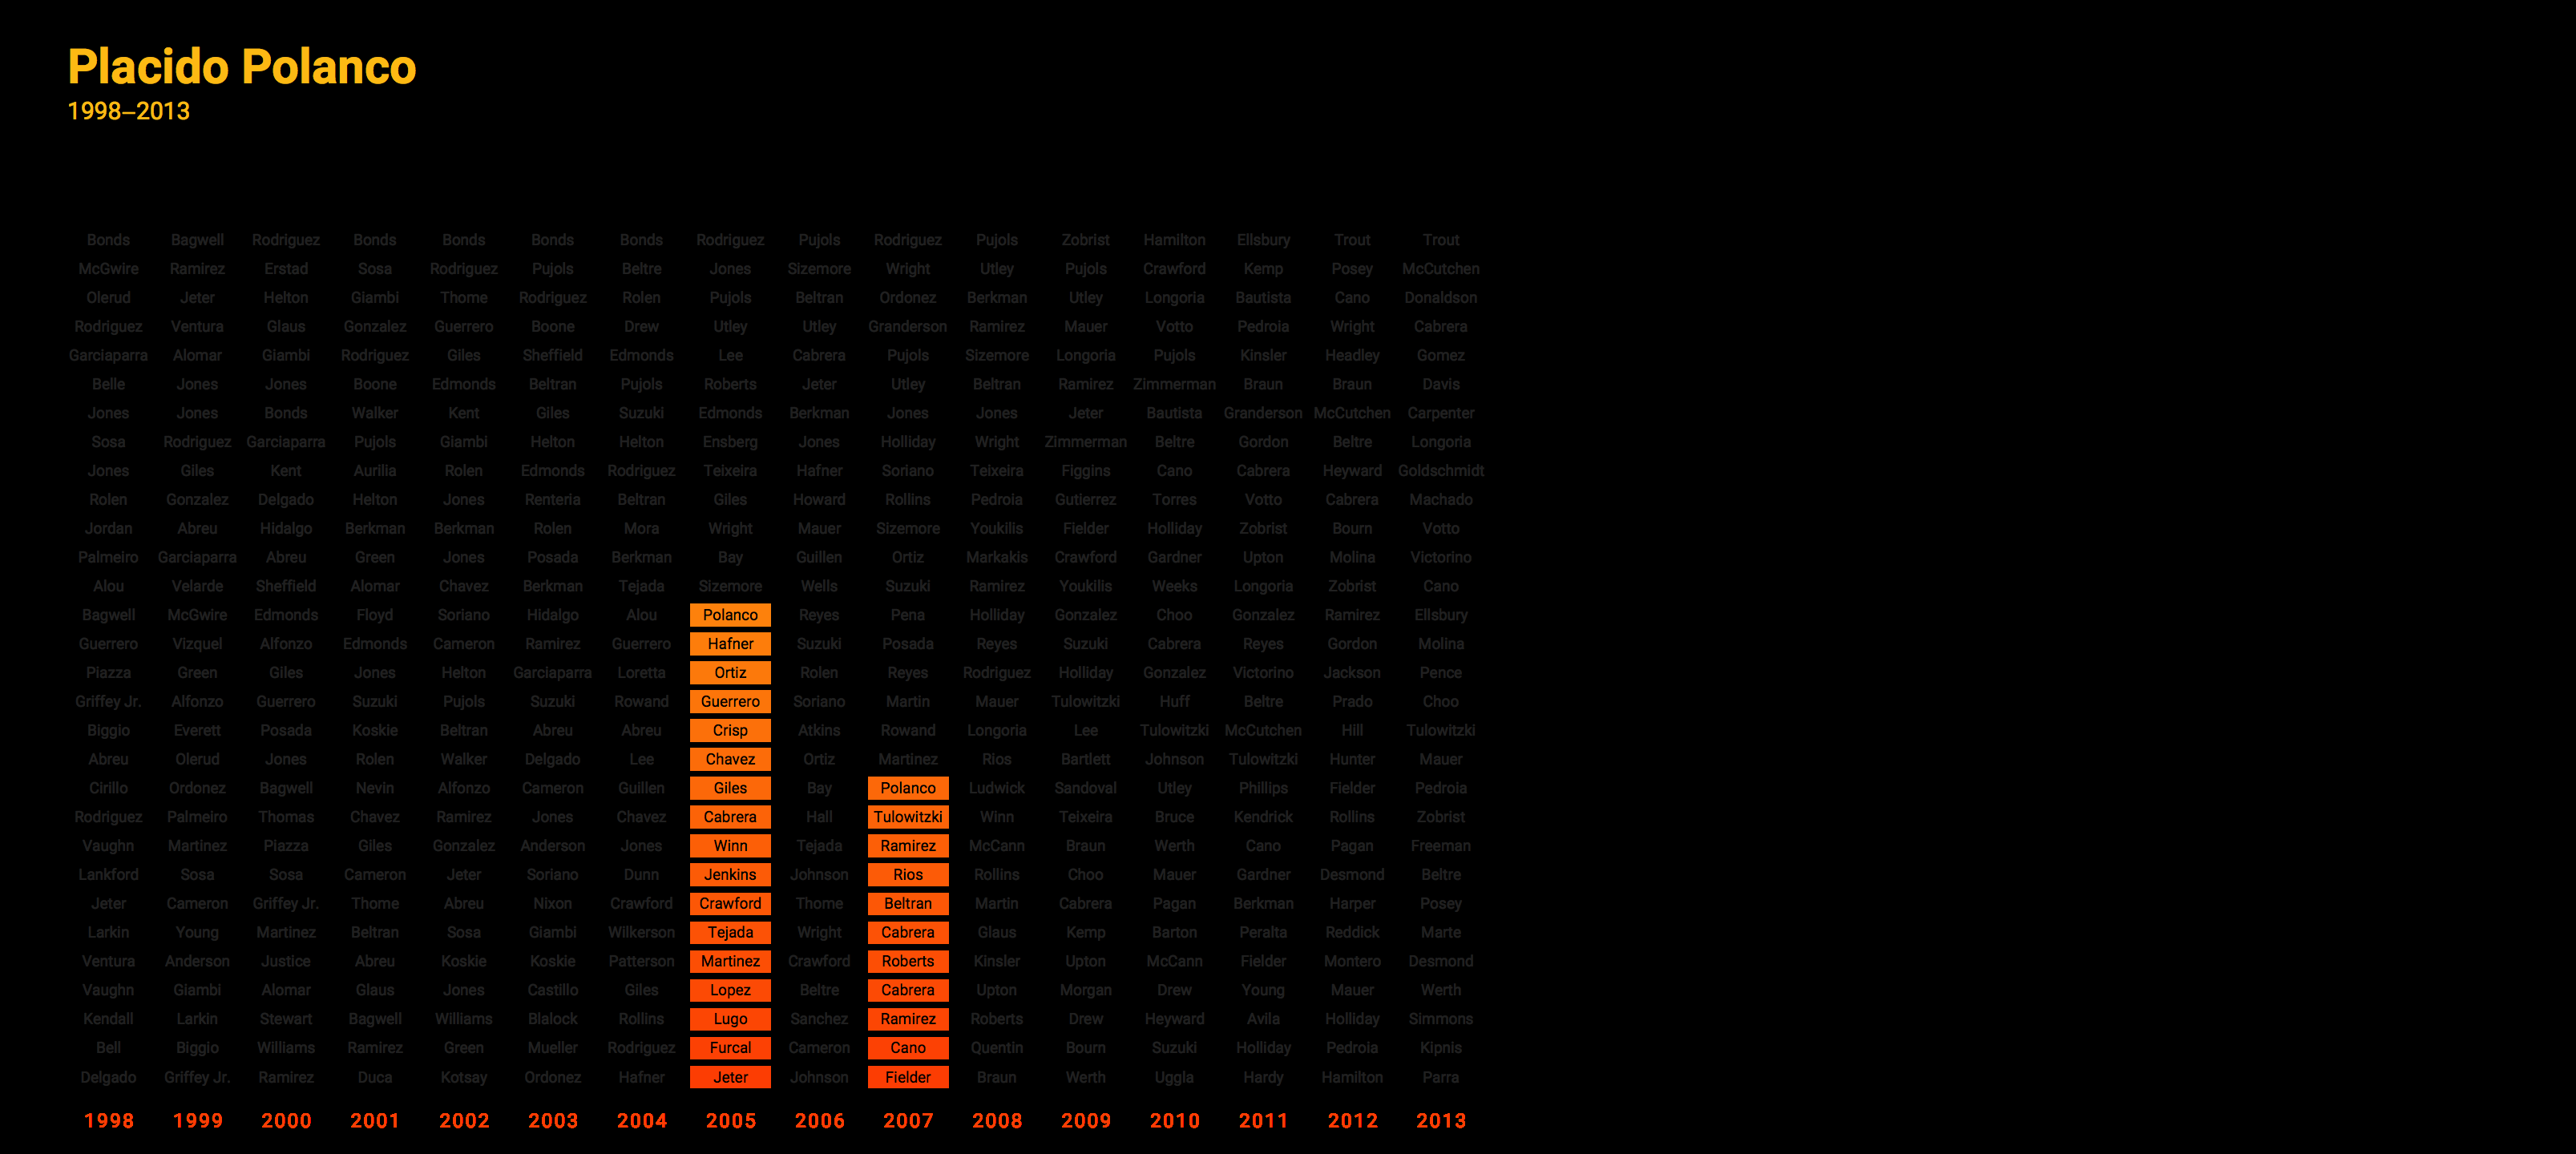 Placido Polanco
1998–2013
Bonds Bagwell Rodriguez Bonds Bonds Bonds Bonds Rodriguez Pujols Rodriguez Pujols Zobrist Hamilton Ellsbury Trout Trout
McGwire Ramirez Erstad Sosa Rodriguez Pujols Beltre Jones Sizemore Wright Utley Pujols Crawford Kemp Posey McCutchen
Olerud Jeter Helton Giambi Thome Rodriguez Rolen Pujols Beltran Ordonez Berkman Utley Longoria Bautista Cano Donaldson
Rodriguez Ventura Glaus Gonzalez Guerrero Boone Drew Utley Utley Granderson Ramirez Mauer Votto Pedroia Wright Cabrera
Garciaparra Alomar Giambi Rodriguez Giles Sheffield Edmonds Lee Cabrera Pujols Sizemore Longoria Pujols Kinsler Headley Gomez
Belle Jones Jones Boone Edmonds Beltran Pujols Roberts Jeter Utley Beltran Ramirez Zimmerman Braun Braun Davis
Jones Jones Bonds Walker Kent Giles Suzuki Edmonds Berkman Jones Jones Jeter Bautista Granderson McCutchen Carpenter
Sosa Rodriguez Garciaparra Pujols Giambi Helton Helton Ensberg Jones Holliday Wright Zimmerman Beltre Gordon Beltre Longoria
Jones Giles Kent Aurilia Rolen Edmonds Rodriguez Teixeira Hafner Soriano Teixeira Figgins Cano Cabrera Heyward Goldschmidt
Rolen Gonzalez Delgado Helton Jones Renteria Beltran Giles Howard Rollins Pedroia Gutierrez Torres Votto Cabrera Machado
Jordan Abreu Hidalgo Berkman Berkman Rolen Mora Wright Mauer Sizemore Youkilis Fielder Holliday Zobrist Bourn Votto
Palmeiro Garciaparra Abreu Green Jones Posada Berkman Bay Guillen Ortiz Markakis Crawford Gardner Upton Molina Victorino
Alou Velarde Sheffield Alomar Chavez Berkman Tejada Sizemore Wells Suzuki Ramirez Youkilis Weeks Longoria Zobrist Cano
Bagwell McGwire Edmonds Floyd Soriano Hidalgo Alou Polanco Reyes Pena Holliday Gonzalez Choo Gonzalez Ramirez Ellsbury
Guerrero Vizquel Alfonzo Edmonds Cameron Ramirez Guerrero Hafner Suzuki Posada Reyes Suzuki Cabrera Reyes Gordon Molina
Piazza Green Giles Jones Helton Garciaparra Loretta Ortiz Rolen Reyes Rodriguez Holliday Gonzalez Victorino Jackson Pence
Griffey Jr. Alfonzo Guerrero Suzuki Pujols Suzuki Rowand Guerrero Soriano Martin Mauer Tulowitzki Huff Beltre Prado Choo
Biggio Everett Posada Koskie Beltran Abreu Abreu Crisp Atkins Rowand Longoria Lee Tulowitzki McCutchen Hill Tulowitzki
Abreu Olerud Jones Rolen Walker Delgado Lee Chavez Ortiz Martinez Rios Bartlett Johnson Tulowitzki Hunter Mauer
Cirillo Ordonez Bagwell Nevin Alfonzo Cameron Guillen Giles Bay Polanco Ludwick Sandoval Utley Phillips Fielder Pedroia
Rodriguez Palmeiro Thomas Chavez Ramirez Jones Chavez Cabrera Hall Tulowitzki Winn Teixeira Bruce Kendrick Rollins Zobrist
Vaughn Martinez Piazza Giles Gonzalez Anderson Jones Winn Tejada Ramirez McCann Braun Werth Cano Pagan Freeman
Lankford Sosa Sosa Cameron Jeter Soriano Dunn Jenkins Johnson Rios Rollins Choo Mauer Gardner Desmond Beltre
Jeter Cameron Griffey Jr. Thome Abreu Nixon Crawford Crawford Thome Beltran Martin Cabrera Pagan Berkman Harper Posey
Larkin Young Martinez Beltran Sosa Giambi Wilkerson Tejada Wright Cabrera Glaus Kemp Barton Peralta Reddick Marte
Ventura Anderson Justice Abreu Koskie Koskie Patterson Martinez Crawford Roberts Kinsler Upton McCann Fielder Montero Desmond
Vaughn Giambi Alomar Glaus Jones Castillo Giles Lopez Beltre Cabrera Upton Morgan Drew Young Mauer Werth
Kendall Larkin Stewart Bagwell Williams Blalock Rollins Lugo Sanchez Ramirez Roberts Drew Heyward Avila Holliday Simmons
Bell Biggio Williams Ramirez Green Mueller Rodriguez Furcal Cameron Cano Quentin Bourn Suzuki Holliday Pedroia Kipnis
Delgado Griffey Jr. Ramirez Duca Kotsay Ordonez Hafner Jeter Johnson Fielder Braun Werth Uggla Hardy Hamilton Parra
1998 1999 2000 2001 2002 2003 2004 2005 2006 2007 2008 2009 2010 2011 2012 2013